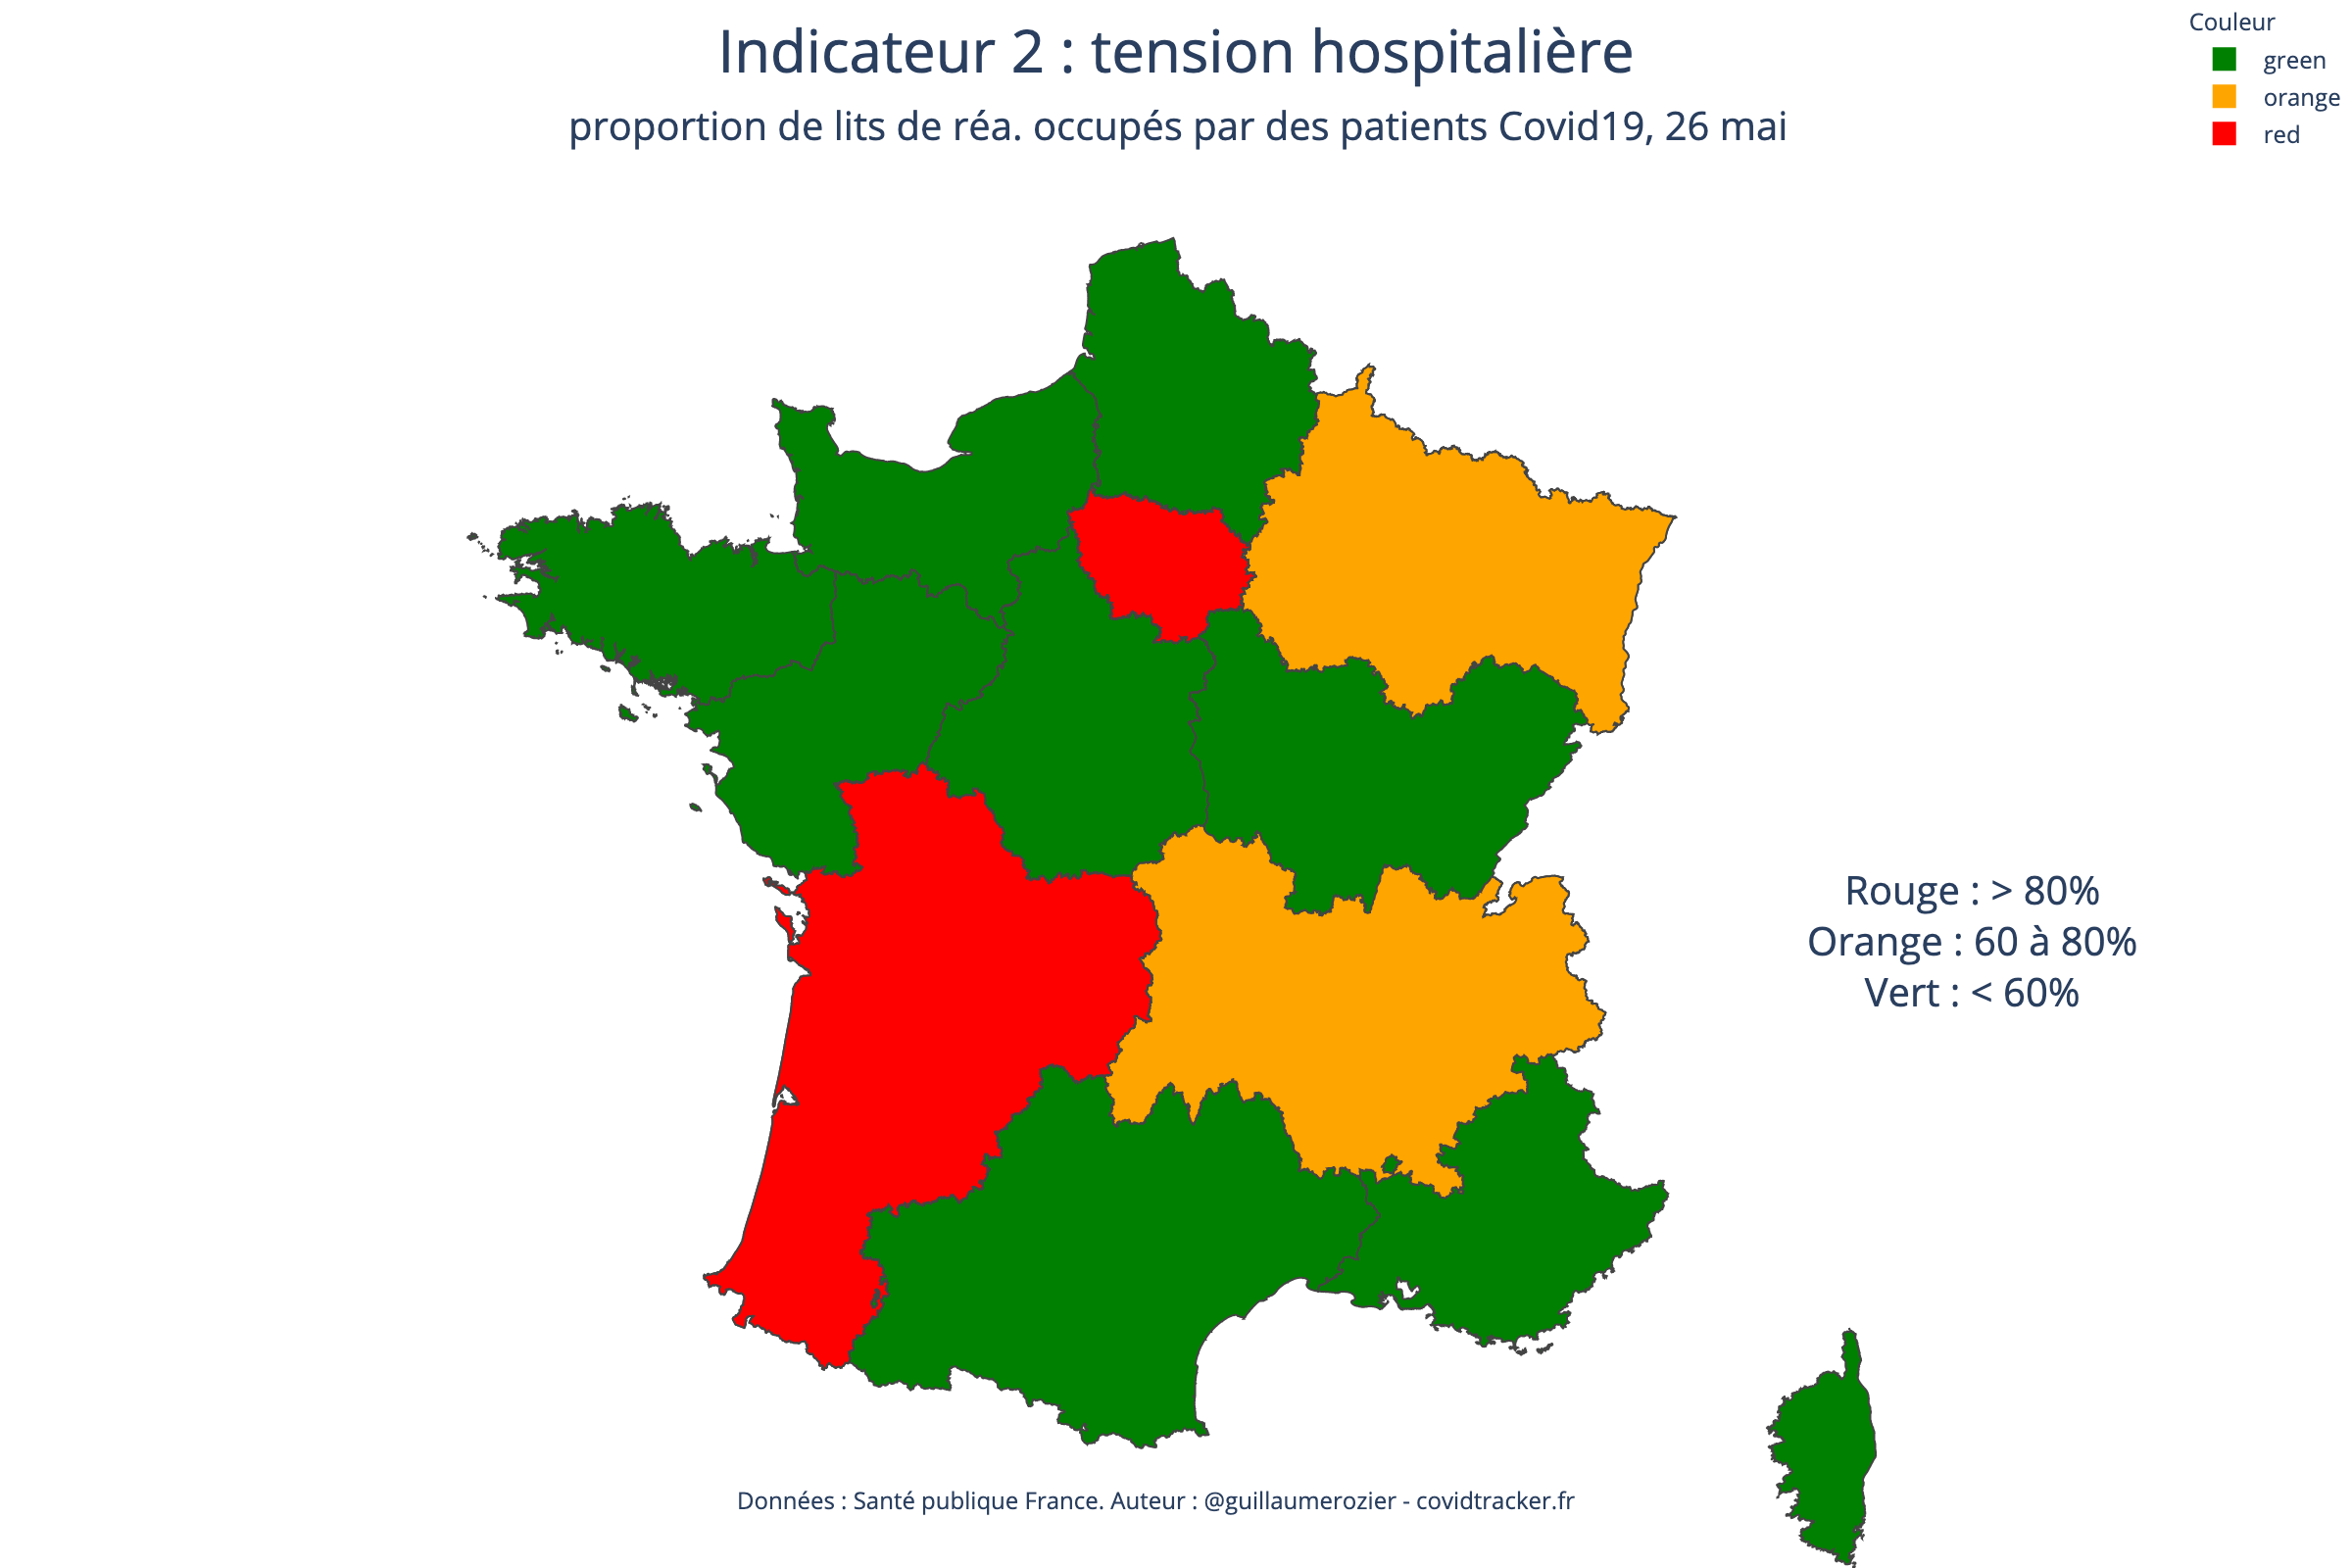 Indicateur 2 : tension hospitalière
proportion de lits de réa. occupés par des patients Covid19, 26 mai
Couleur
green
orange
red
Rouge : > 80%
Orange : 60 à 80%
Vert : < 60%
Données : Santé publique France. Auteur : @guillaumerozier - covidtracker.fr